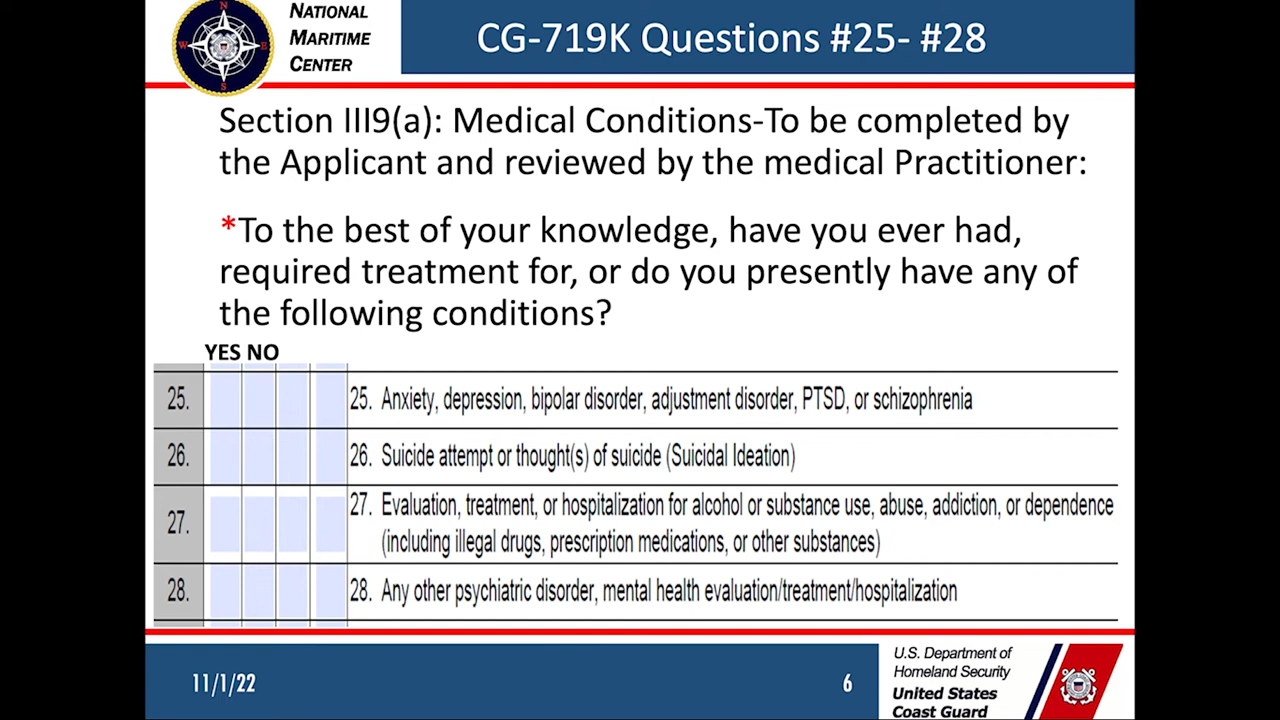 NATIONAL
MARITIME
CENTER
N
W
E
S
CG-719K Questions #25- #28
Section III9(a): Medical Conditions-To be completed by
the Applicant and reviewed by the medical Practitioner:
*To the best of your knowledge, have you ever had,
required treatment for, or do you presently have any of
the following conditions?
YES NO
25. 25. Anxiety, depression, bipolar disorder, adjustment disorder, PTSD, or schizophrenia
26. 26. Suicide attempt or thought(s) of suicide (Suicidal Ideation)
27. 27. Evaluation, treatment, or hospitalization for alcohol or substance use, abuse, addiction, or dependence
(including illegal drugs, prescription medications, or other substances)
28. 28. Any other psychiatric disorder, mental health evaluation/treatment/hospitalization
11/1/22
6
U.S. Department of
Homeland Security
United States
Coast Guard